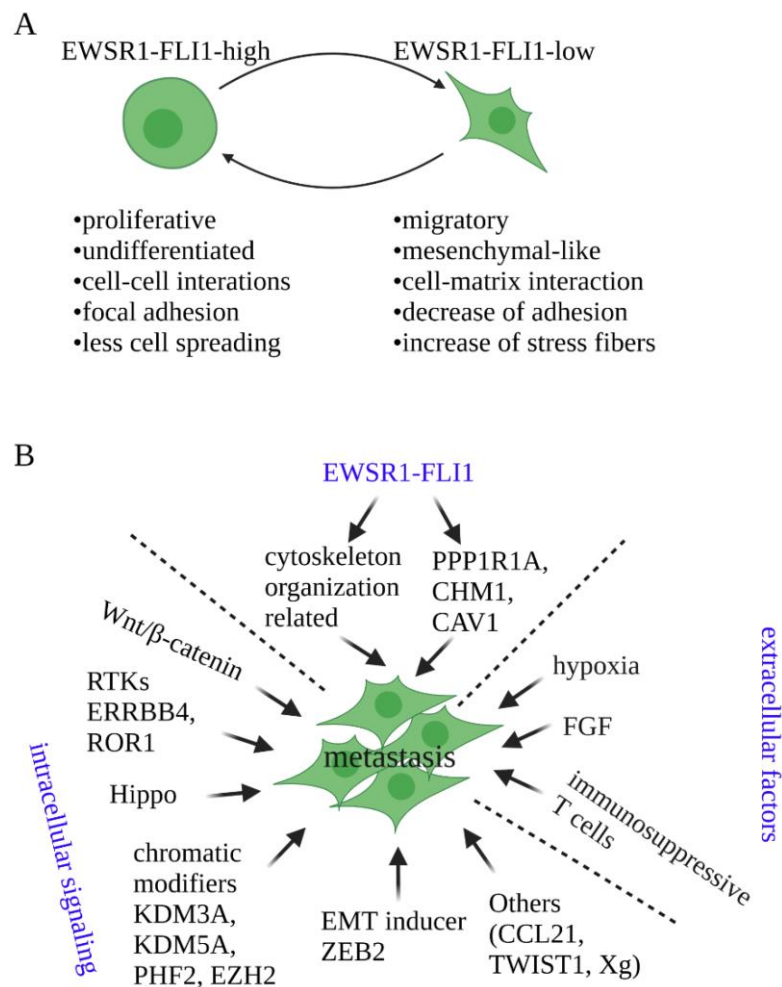 A
EWSR1-FLI1-high
EWSR1-FLI1-low
•proliferative
•undifferentiated
•cell-cell interations
•focal adhesion
•less cell spreading
•migratory
•mesenchymal-like
•cell-matrix interaction
•decrease of adhesion
•increase of stress fibers
B
EWSR1-FLI1
cytoskeleton
organization
related
PPP1R1A,
CHM1,
CAV1
Wnt/β-catenin
RTKs
ERRBB4,
ROR1
Hippo
chromatic
modifiers
KDM3A,
KDM5A,
PHF2, EZH2
intracellular signaling
metastasis
EMT inducer
ZEB2
Others
(CCL21,
TWIST1, Xg)
hypoxia
FGF
immunosuppressive
T cells
extracellular factors